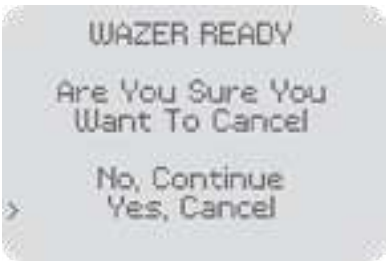 WAZER READY
Are You Sure You
Want To Cancel
No, Continue
> Yes, Cancel